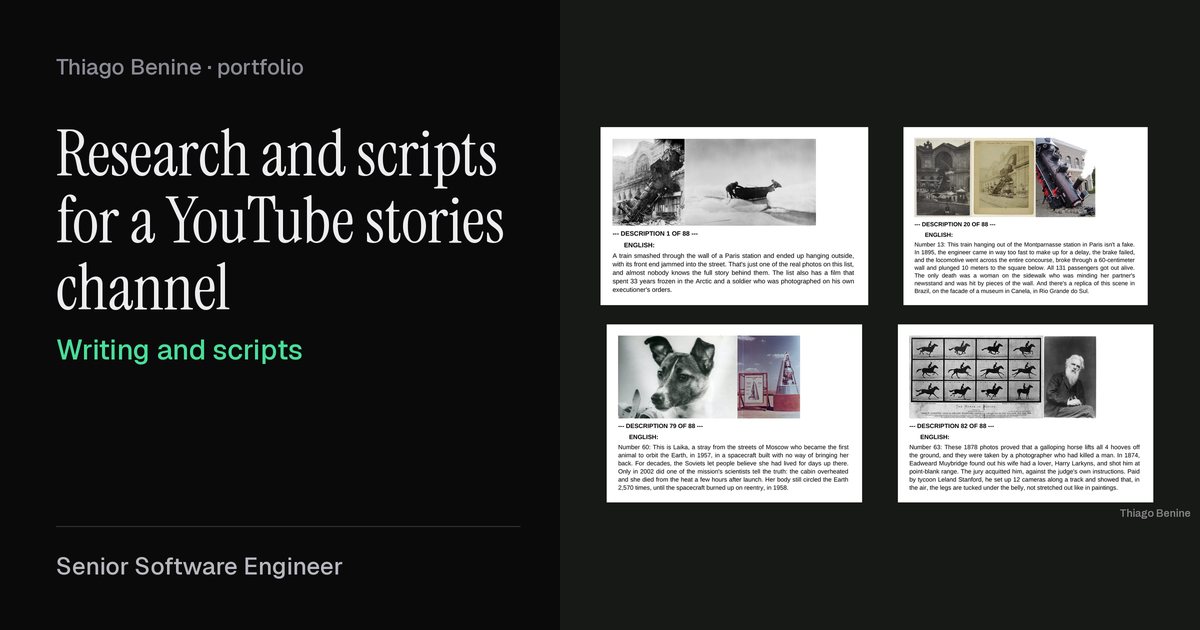 Thiago Benine · portfolio
Research and scripts
for a YouTube stories
channel
Writing and scripts
Senior Software Engineer
--- DESCRIPTION 1 OF 88 ---
ENGLISH:
A train smashed through the wall of a Paris station and ended up hanging outside,
with its front end jammed into the street. That's just one of the real photos on this list,
and almost nobody knows the full story behind them. The list also has a film that
spent 33 years frozen in the Arctic and a soldier who was photographed on his own
executioner's orders.
--- DESCRIPTION 20 OF 88 ---
ENGLISH:
Number 13: This train hanging out of the Montparnasse station in Paris isn't a fake.
In 1895, the engineer came in way too fast to make up for a delay, the brake failed,
and the locomotive went across the entire concourse, broke through a 60-centimeter
wall and plunged 10 meters to the square below. All 131 passengers got out alive.
The only death was a woman on the sidewalk who was minding her partner's
newsstand and was hit by pieces of the wall. And there's a replica of this scene in
Brazil, on the facade of a museum in Canela, in Rio Grande do Sul.
--- DESCRIPTION 79 OF 88 ---
ENGLISH:
Number 60: This is Laika, a stray from the streets of Moscow who became the first
animal to orbit the Earth, in 1957, in a spacecraft built with no way of bringing her
back. For decades, the Soviets let people believe she had lived for days up there.
Only in 2002 did one of the mission's scientists tell the truth: the cabin overheated
and she died from the heat a few hours after launch. Her body still circled the Earth
2,570 times, until the spacecraft burned up on reentry, in 1958.
--- DESCRIPTION 82 OF 88 ---
ENGLISH:
Number 63: These 1878 photos proved that a galloping horse lifts all 4 hooves off
the ground, and they were taken by a photographer who had killed a man. In 1874,
Eadweard Muybridge found out his wife had a lover, Harry Larkyns, and shot him at
point-blank range. The jury acquitted him, against the judge's own instructions. Paid
by tycoon Leland Stanford, he set up 12 cameras along a track and showed that, in
the air, the legs are tucked under the belly, not stretched out like in paintings.
Thiago Benine